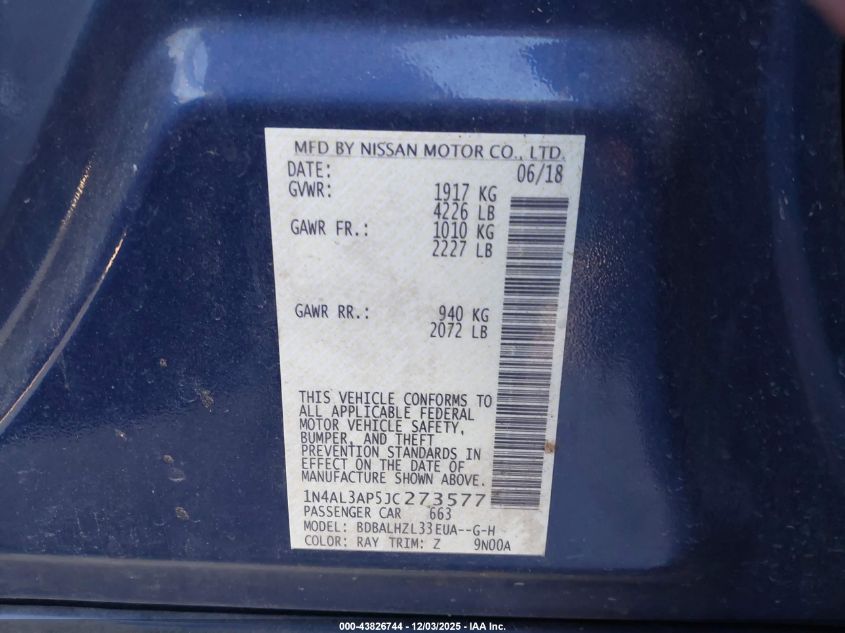 MFD BY NISSAN MOTOR CO., LTD.
DATE: 06/18
GVWR: 1917 KG
4226 LB
GAWR FR.: 1010 KG
2227 LB
GAWR RR.: 940 KG
2072 LB
THIS VEHICLE CONFORMS TO
ALL APPLICABLE FEDERAL
MOTOR VEHICLE SAFETY,
BUMPER, AND THEFT
PREVENTION STANDARDS IN
EFFECT ON THE DATE OF
MANUFACTURE SHOWN ABOVE.
1N4AL3AP5JC273577
PASSENGER CAR 663
MODEL: BDBALHZL33EUA--G-H
COLOR: RAY TRIM: Z 9N00A
000-43826744 - 12/03/2025 - IAA Inc.